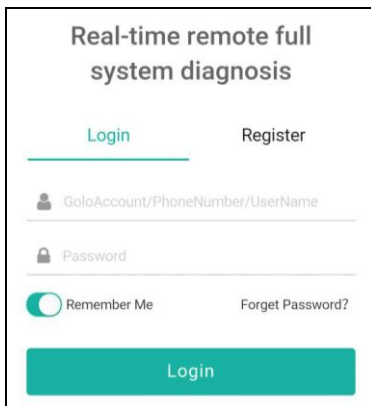 Real-time remote full
system diagnosis
Login Register
GoloAccount/PhoneNumber/UserName
Password
Remember Me Forget Password?
Login